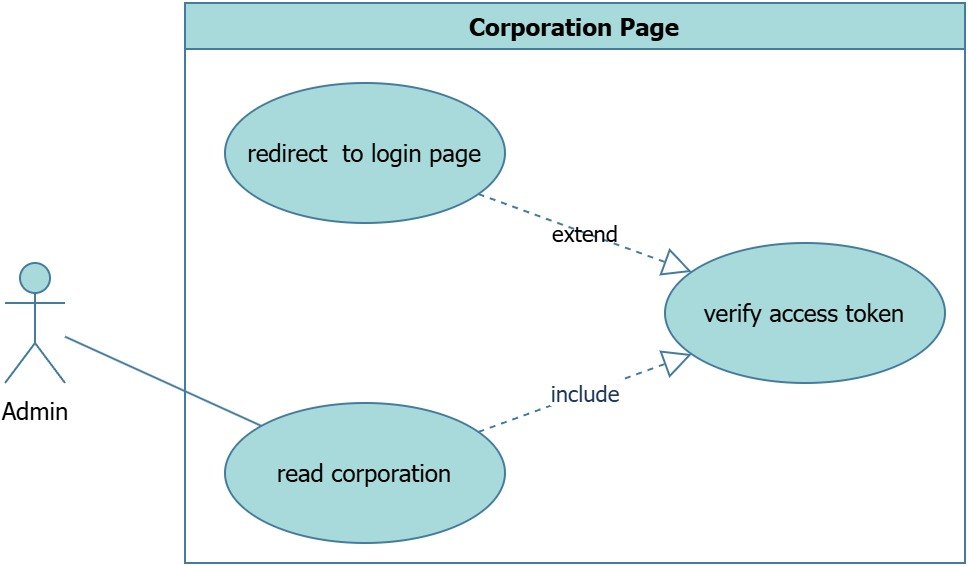 Corporation Page
redirect  to login page
extend
verify access token
include
Admin
read corporation